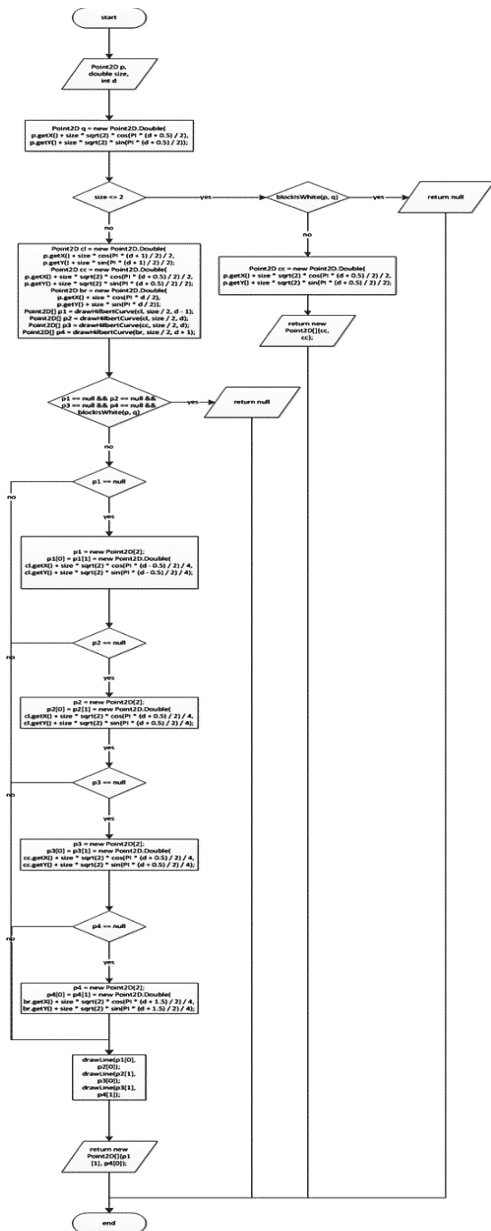 start
Point2D p,
double size,
int d
Point2D q = new Point2D.Double(
p.getX() + size * sqrt(2) * cos(PI * (d + 0.5) / 2),
p.getY() + size * sqrt(2) * sin(PI * (d + 0.5) / 2));
size <= 2
yes
blockIsWhite(p, q)
yes
return null
no
no
Point2D cl = new Point2D.Double(
p.getX() + size * cos(PI * (d + 1) / 2) / 2,
p.getY() + size * sin(PI * (d + 1) / 2) / 2);
Point2D cc = new Point2D.Double(
p.getX() + size * sqrt(2) * cos(PI * (d + 0.5) / 2) / 2,
p.getY() + size * sqrt(2) * sin(PI * (d + 0.5) / 2) / 2);
Point2D br = new Point2D.Double(
p.getX() + size * cos(PI * d / 2),
p.getY() + size * sin(PI * d / 2));
Point2D[] p1 = drawHilbertCurve(cl, size / 2, d - 1);
Point2D[] p2 = drawHilbertCurve(cl, size / 2, d);
Point2D[] p3 = drawHilbertCurve(cc, size / 2, d);
Point2D[] p4 = drawHilbertCurve(br, size / 2, d + 1);
Point2D cc = new Point2D.Double(
p.getX() + size * sqrt(2) * cos(PI * (d + 0.5) / 2) / 2,
p.getY() + size * sqrt(2) * sin(PI * (d + 0.5) / 2) / 2);
return new
Point2D[]{cc,
cc};
p1 == null && p2 == null &&
p3 == null && p4 == null &&
blockIsWhite(p, q)
yes
return null
no
p1 == null
no
yes
p1 = new Point2D[2];
p1[0] = p1[1] = new Point2D.Double(
cl.getX() + size * sqrt(2) * cos(PI * (d - 0.5) / 2) / 4,
cl.getY() + size * sqrt(2) * sin(PI * (d - 0.5) / 2) / 4);
p2 == null
no
yes
p2 = new Point2D[2];
p2[0] = p2[1] = new Point2D.Double(
cl.getX() + size * sqrt(2) * cos(PI * (d + 0.5) / 2) / 4,
cl.getY() + size * sqrt(2) * sin(PI * (d + 0.5) / 2) / 4);
yes
p3 == null
no
yes
p3 = new Point2D[2];
p3[0] = p3[1] = new Point2D.Double(
cc.getX() + size * sqrt(2) * cos(PI * (d + 0.5) / 2) / 4,
cc.getY() + size * sqrt(2) * sin(PI * (d + 0.5) / 2) / 4);
p4 == null
no
yes
p4 = new Point2D[2];
p4[0] = p4[1] = new Point2D.Double(
br.getX() + size * sqrt(2) * cos(PI * (d + 1.5) / 2) / 4,
br.getY() + size * sqrt(2) * sin(PI * (d + 1.5) / 2) / 4);
drawLine(p1[0],
p2[0]);
drawLine(p2[1],
p3[0]);
drawLine(p3[1],
p4[1]);
return new
Point2D[]{p1
[1], p4[0]};
end